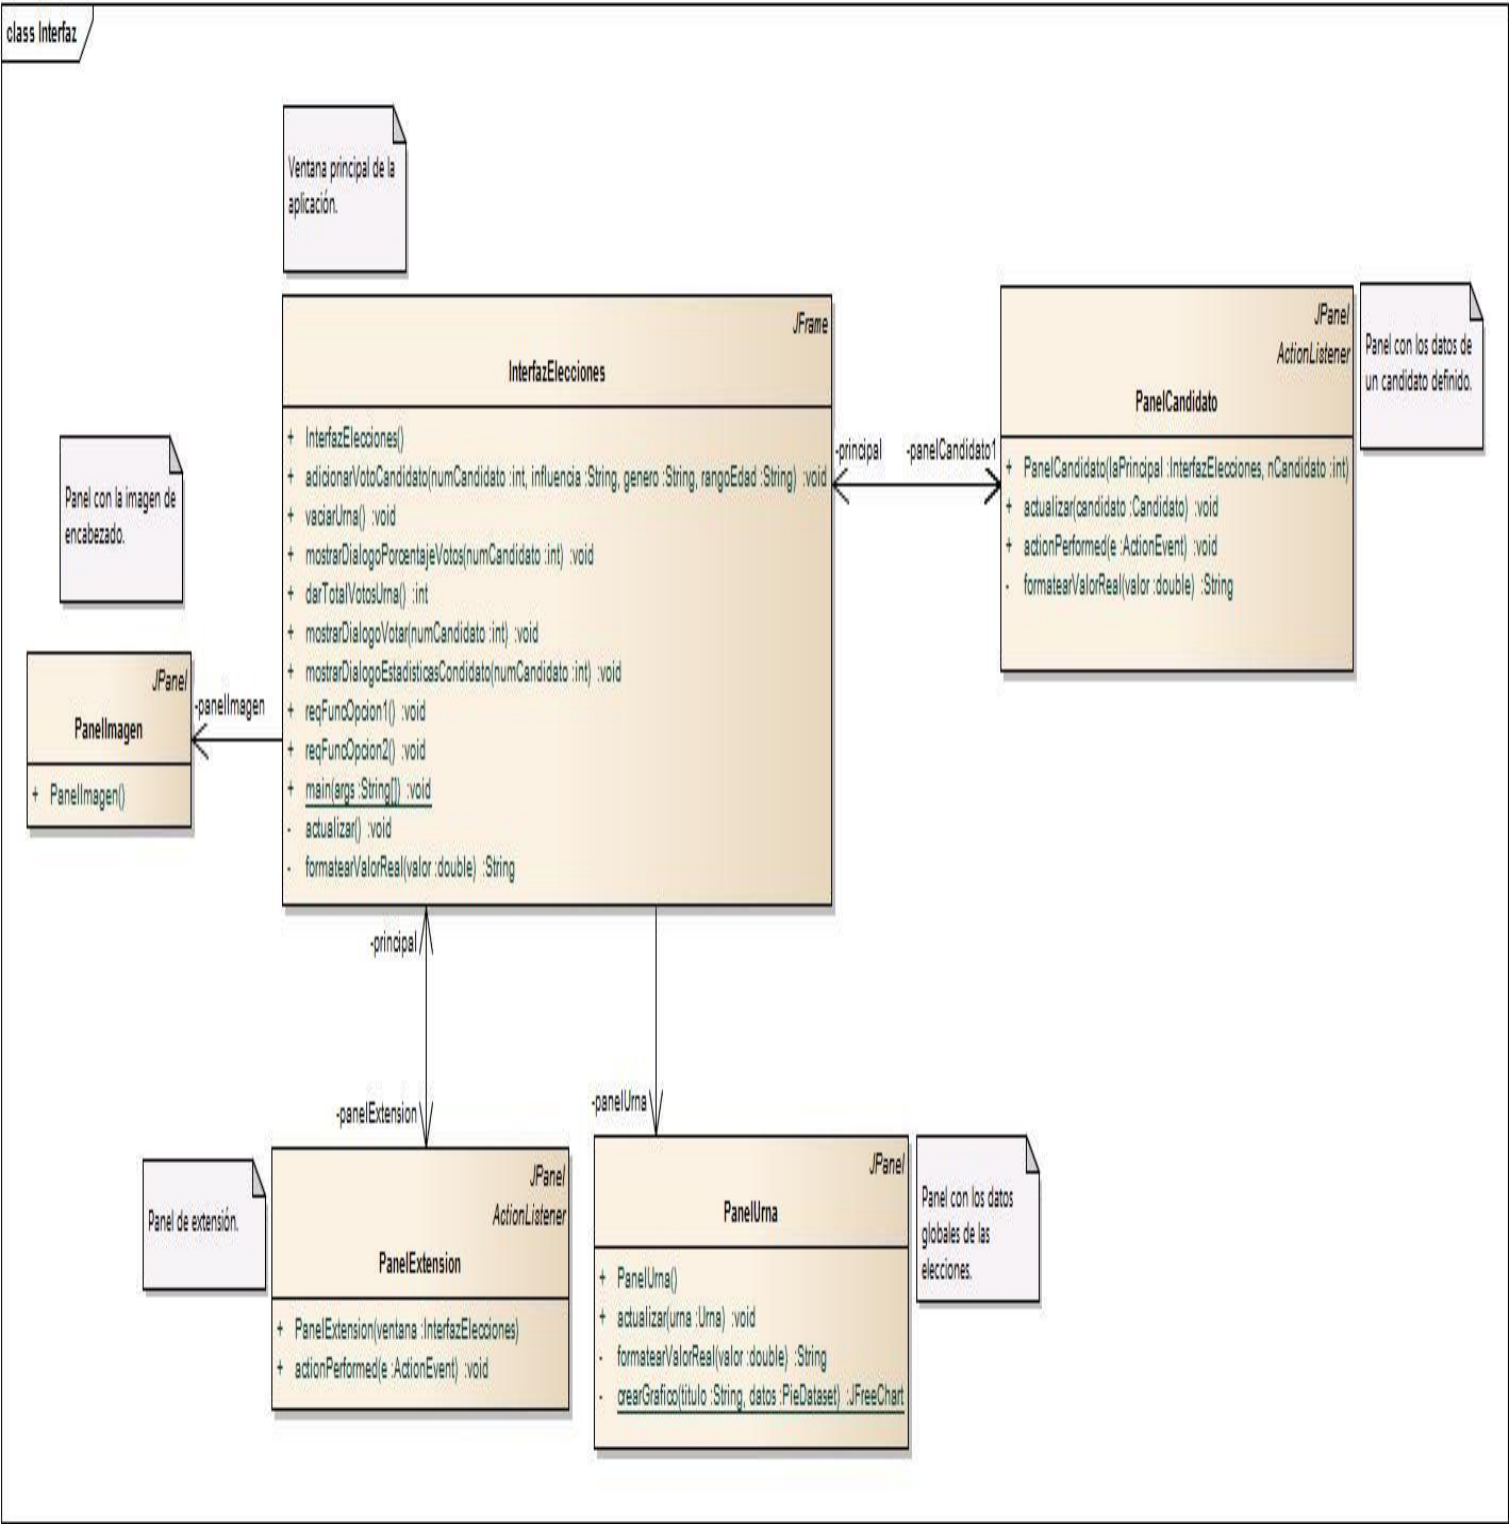 class Interfaz
Ventana principal de la
aplicación.
JFrame
InterfazElecciones
+ InterfazElecciones()
+ adicionarVotoCandidato(numCandidato :int, influencia :String, genero :String, rangoEdad :String) :void
+ vaciarUrna() :void
+ mostrarDialogoPorcentajeVotos(numCandidato :int) :void
+ darTotalVotosUrna() :int
+ mostrarDialogoVotar(numCandidato :int) :void
+ mostrarDialogoEstadisticasCondidato(numCandidato :int) :void
+ reqFuncOpcion1() :void
+ reqFuncOpcion2() :void
+ main(args :String[]) :void
- actualizar() :void
- formatearValorReal(valor :double) :String
-principal
-panelCandidato1
JPanel
ActionListener
PanelCandidato
+ PanelCandidato(laPrincipal :InterfazElecciones, nCandidato :int)
+ actualizar(candidato :Candidato) :void
+ actionPerformed(e :ActionEvent) :void
- formatearValorReal(valor :double) :String
Panel con los datos de
un candidato definido.
Panel con la imagen de
encabezado.
JPanel
PanelImagen
+ PanelImagen()
-panelImagen
-principal
-panelExtension
-panelUrna
Panel de extensión.
JPanel
ActionListener
PanelExtension
+ PanelExtension(ventana :InterfazElecciones)
+ actionPerformed(e :ActionEvent) :void
JPanel
PanelUrna
+ PanelUrna()
+ actualizar(urna :Urna) :void
- formatearValorReal(valor :double) :String
- crearGrafico(titulo :String, datos :PieDataset) :JFreeChart
Panel con los datos
globales de las
elecciones.